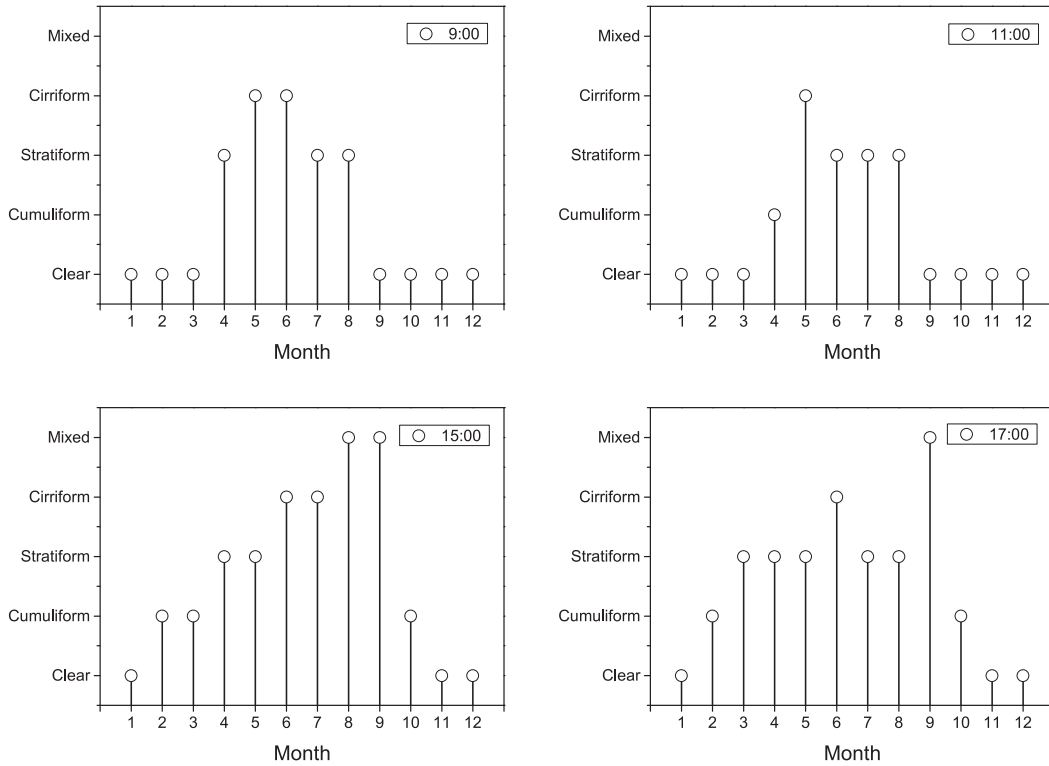 9:00
Mixed
Cirriform
Stratiform
Cumuliform
Clear
1 2 3 4 5 6 7 8 9 10 11 12
Month
11:00
Mixed
Cirriform
Stratiform
Cumuliform
Clear
1 2 3 4 5 6 7 8 9 10 11 12
Month
15:00
Mixed
Cirriform
Stratiform
Cumuliform
Clear
1 2 3 4 5 6 7 8 9 10 11 12
Month
17:00
Mixed
Cirriform
Stratiform
Cumuliform
Clear
1 2 3 4 5 6 7 8 9 10 11 12
Month